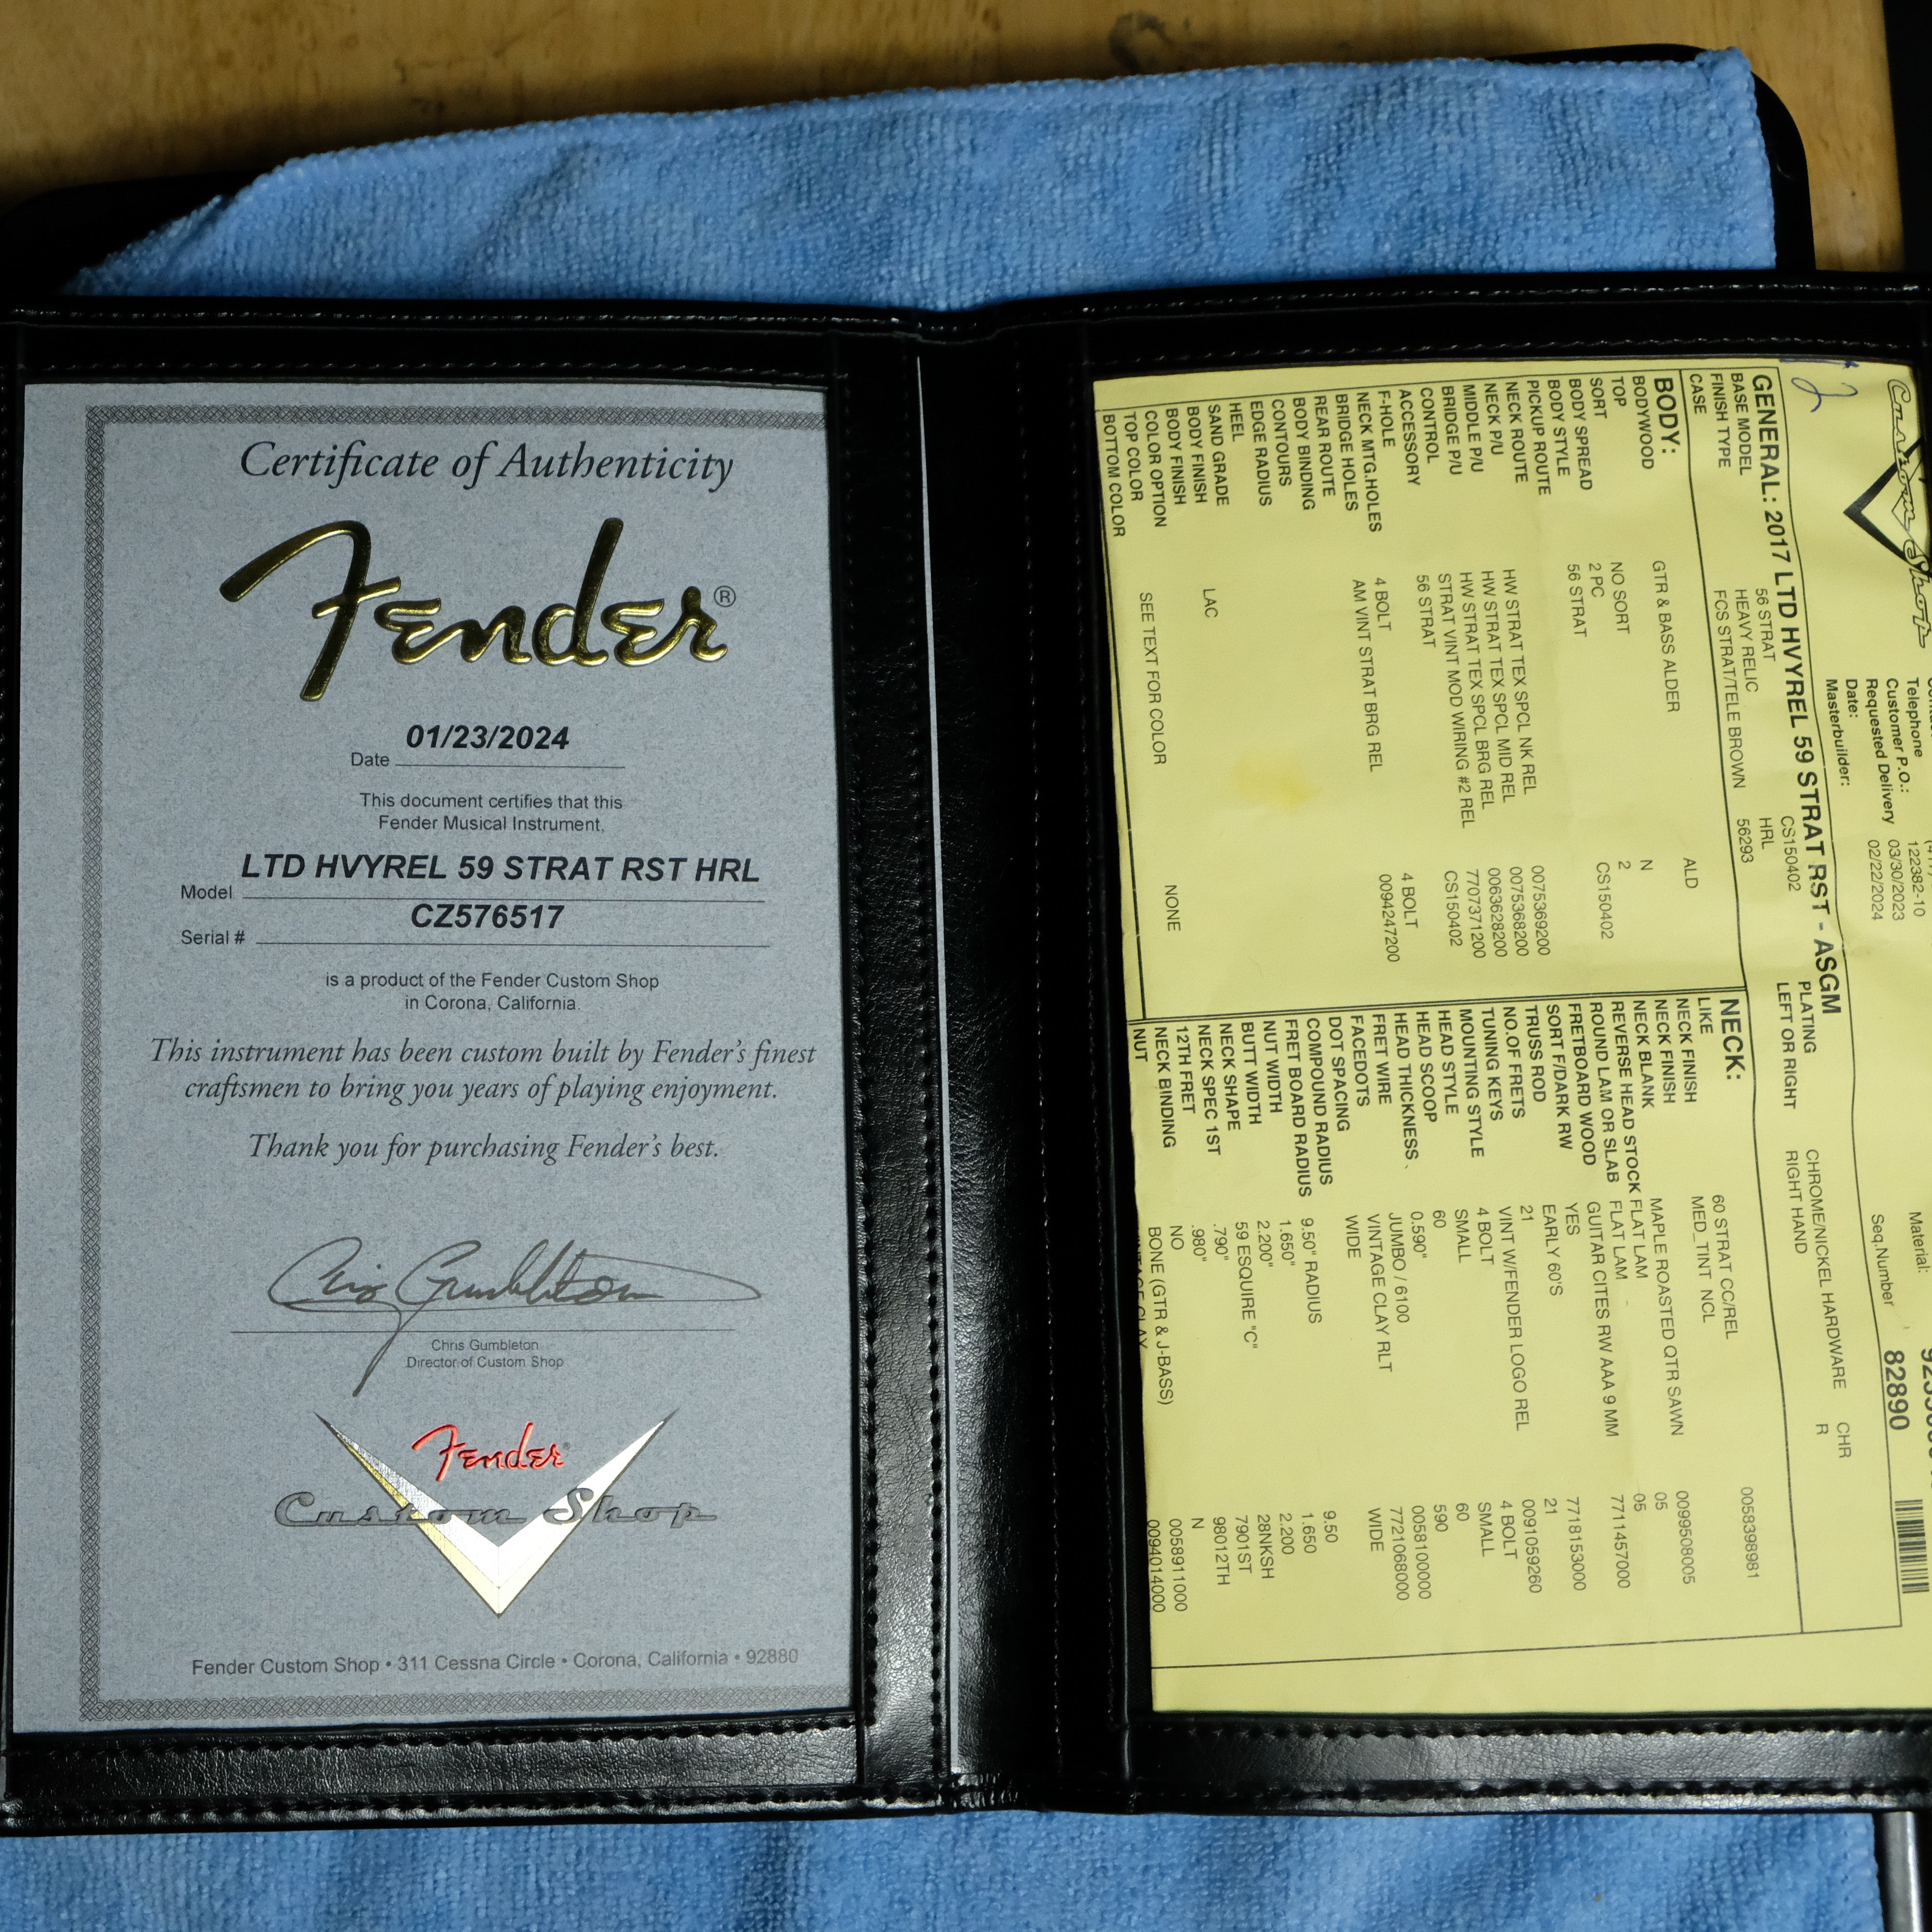 Certificate of Authenticity
Fender®
01/23/2024
Date
This document certifies that this
Fender Musical Instrument,
LTD HVYREL 59 STRAT RST HRL
Model
CZ576517
Serial #
is a product of the Fender Custom Shop
in Corona, California.
This instrument has been custom built by Fender's finest
craftsmen to bring you years of playing enjoyment.
Thank you for purchasing Fender's best.
Chris Gumbleton
Chris Gumbleton
Director of Custom Shop
Fender®
Custom Shop
Fender Custom Shop • 311 Cessna Circle • Corona, California • 92880
Custom Shop
2
Telephone
Customer P.O.: 122382-10
Requested Delivery 03/30/2023
Date: 02/22/2024
Masterbuilder:
Material:
Seq.Number 82890
GENERAL: 2017 LTD HVYREL 59 STRAT RST - ASGM
BASE MODEL 56 STRAT CS150402
FINISH TYPE HEAVY RELIC HRL
CASE FCS STRAT/TELE BROWN 56293
PLATING CHROME/NICKEL HARDWARE CHR
LEFT OR RIGHT RIGHT HAND R
BODY:
BODYWOOD GTR & BASS ALDER ALD
TOP
SORT NO SORT N
BODY SPREAD 2 PC 2
BODY STYLE 56 STRAT CS150402
PICKUP ROUTE
NECK ROUTE
NECK P/U HW STRAT TEX SPCL NK REL 0075369200
MIDDLE P/U HW STRAT TEX SPCL MID REL 0075368200
BRIDGE P/U HW STRAT TEX SPCL BRG REL 0063628200
CONTROL STRAT VINT MOD WIRING #2 REL 7707371200
ACCESSORY 56 STRAT CS150402
F-HOLE
NECK MTG.HOLES 4 BOLT 4 BOLT
BRIDGE HOLES AM VINT STRAT BRG REL 0094247200
REAR ROUTE
BODY BINDING
CONTOURS
EDGE RADIUS
HEEL
SAND GRADE
BODY FINISH LAC
BODY FINISH
COLOR OPTION
TOP COLOR SEE TEXT FOR COLOR NONE
BOTTOM COLOR
NECK:
LIKE
NECK FINISH 60 STRAT CC/REL 0058398981
NECK FINISH MED_TINT NCL
NECK BLANK MAPLE ROASTED QTR SAWN 0099508005
REVERSE HEAD STOCK FLAT LAM 05
ROUND LAM OR SLAB FLAT LAM 05
FRETBOARD WOOD GUITAR CITES RW AAA 9 MM 7711457000
SORT F/DARK RW YES
TRUSS ROD EARLY 60'S 7718153000
NO.OF FRETS 21 21
TUNING KEYS VINT W/FENDER LOGO REL 0091059260
MOUNTING STYLE 4 BOLT 4 BOLT
HEAD STYLE SMALL SMALL
HEAD SCOOP 60 60
HEAD THICKNESS 0.590" 590
FRET WIRE JUMBO / 6100 0058100000
FACEDOTS VINTAGE CLAY RLT 7721068000
DOT SPACING WIDE WIDE
COMPOUND RADIUS
FRET BOARD RADIUS 9.50" RADIUS 9.50
NUT WIDTH 1.650" 1.650
BUTT WIDTH 2.200" 2.200
NECK SHAPE 59 ESQUIRE "C" 28NKSH
NECK SPEC 1ST .790" 7901ST
12TH FRET .980" 98012TH
NECK BINDING NO N
NUT BONE (GTR & J-BASS) 0058911000
0094014000